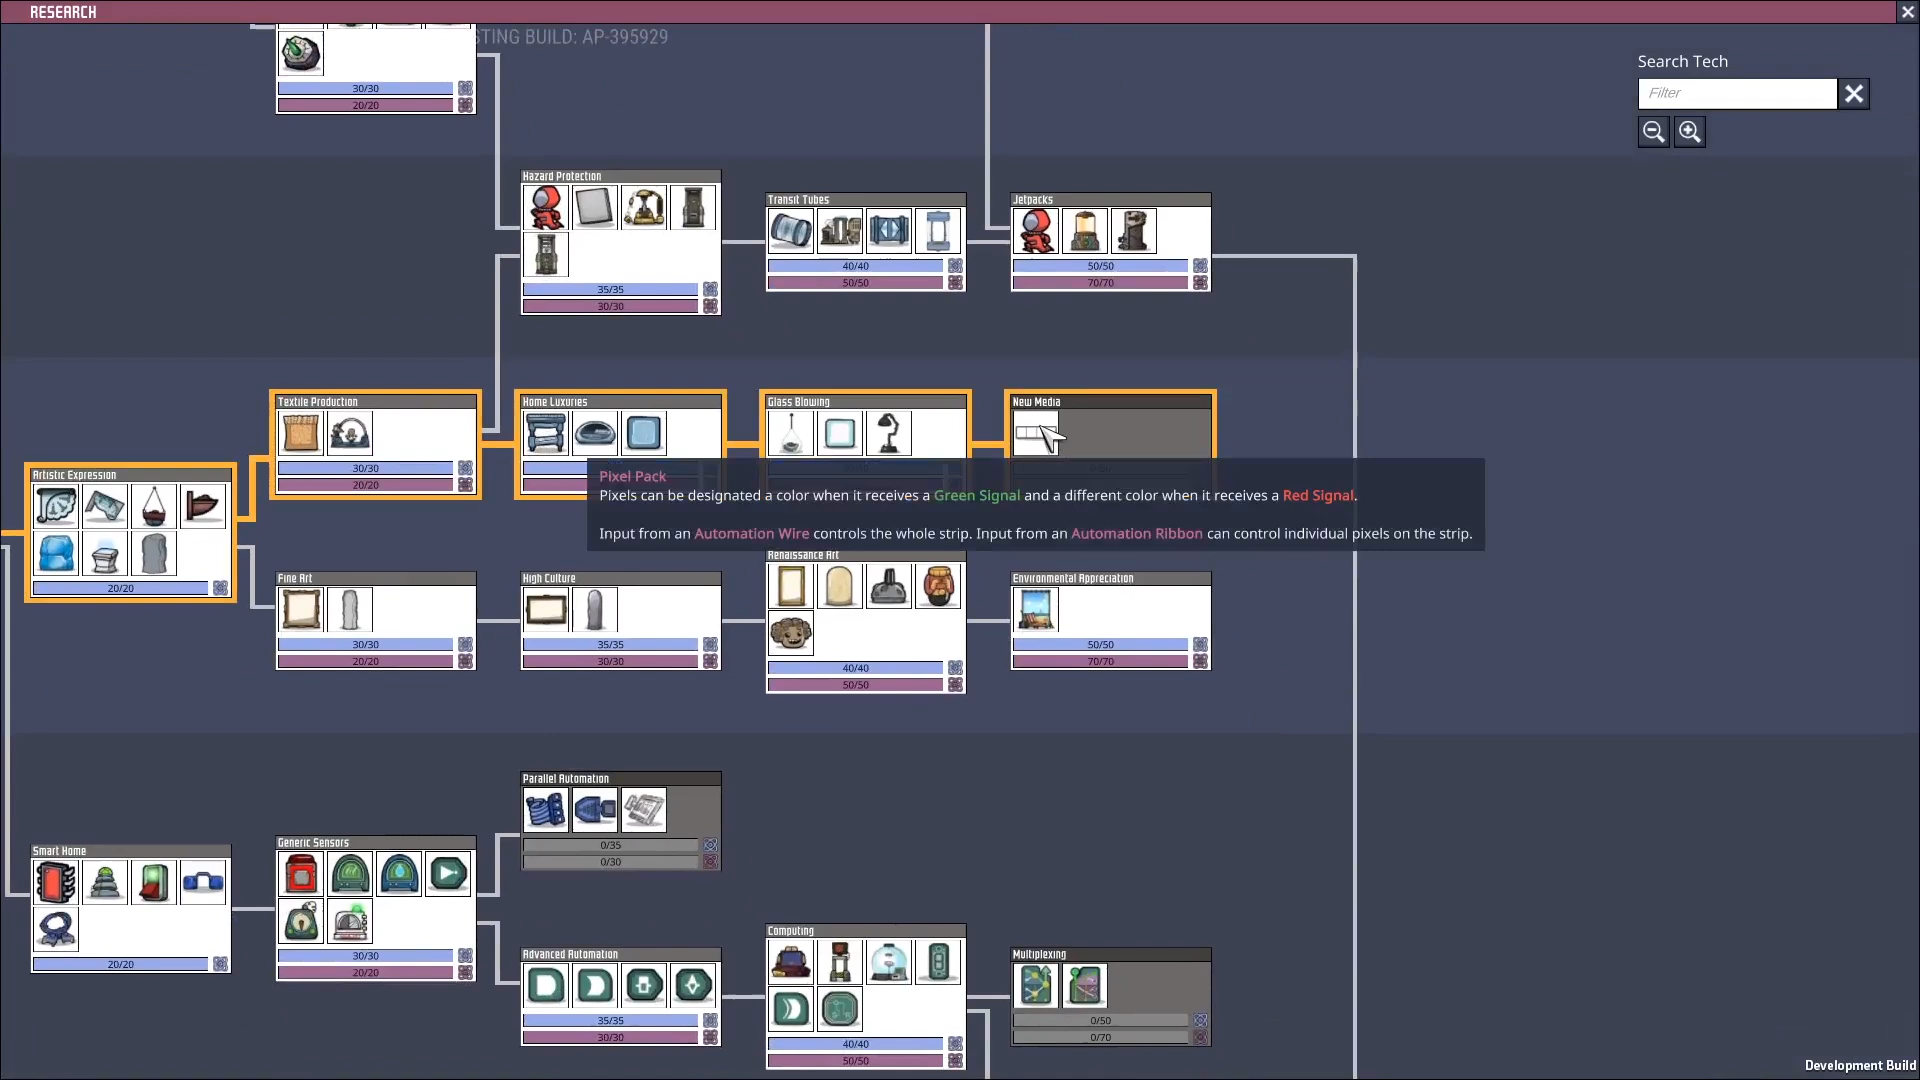 RESEARCH
STING BUILD: AP-395929
Search Tech
Filter
30/30
20/20
Hazard Protection
35/35
30/30
Transit Tubes
40/40
50/50
Jetpacks
50/50
70/70
Textile Production
30/30
20/20
Home Luxuries
Glass Blowing
New Media
Artistic Expression
20/20
Pixel Pack
Pixels can be designated a color when it receives a Green Signal and a different color when it receives a Red Signal.
Input from an Automation Wire controls the whole strip. Input from an Automation Ribbon can control individual pixels on the strip.
Fine Art
30/30
20/20
High Culture
35/35
30/30
Renaissance Art
40/40
50/50
Environmental Appreciation
50/50
70/70
Parallel Automation
0/35
0/30
Smart Home
20/20
Generic Sensors
30/30
20/20
Advanced Automation
35/35
30/30
Computing
40/40
50/50
Multiplexing
0/50
0/70
Development Build